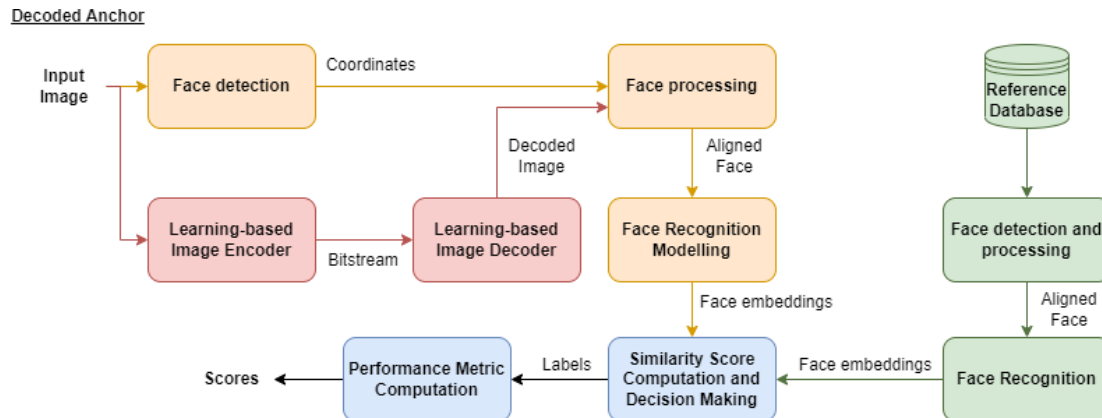 Decoded Anchor
Input
Image
Face detection
Coordinates
Face processing
Reference
Database
Decoded
Image
Aligned
Face
Learning-based
Image Encoder
Bitstream
Learning-based
Image Decoder
Face Recognition
Modelling
Face detection and
processing
Face embeddings
Aligned
Face
Scores
Performance Metric
Computation
Labels
Similarity Score
Computation and
Decision Making
Face embeddings
Face Recognition